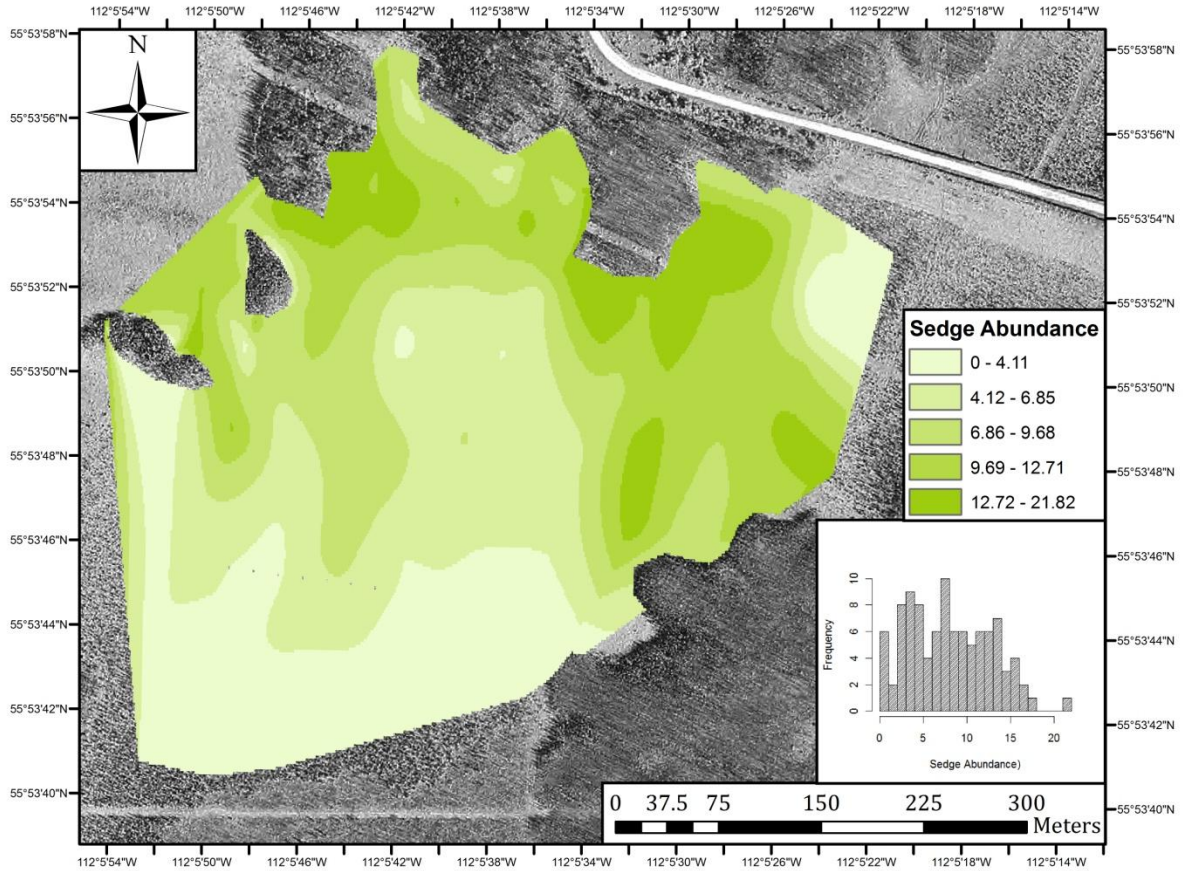 112°5'54"W 112°5'50"W 112°5'46"W 112°5'42"W 112°5'38"W 112°5'34"W 112°5'30"W 112°5'26"W 112°5'22"W 112°5'18"W 112°5'14"W
N
55°53'58"N
55°53'56"N
55°53'54"N
55°53'52"N
55°53'50"N
55°53'48"N
55°53'46"N
55°53'44"N
55°53'42"N
55°53'40"N
55°53'58"N
55°53'56"N
55°53'54"N
55°53'52"N
55°53'50"N
55°53'48"N
55°53'46"N
55°53'44"N
55°53'42"N
55°53'40"N
Sedge Abundance
0 - 4.11
4.12 - 6.85
6.86 - 9.68
9.69 - 12.71
12.72 - 21.82
Frequency
10
8
6
4
2
0
0 5 10 15 20
Sedge Abundance)
0 37.5 75 150 225 300
Meters
112°5'54"W 112°5'50"W 112°5'46"W 112°5'42"W 112°5'38"W 112°5'34"W 112°5'30"W 112°5'26"W 112°5'22"W 112°5'18"W 112°5'14"W